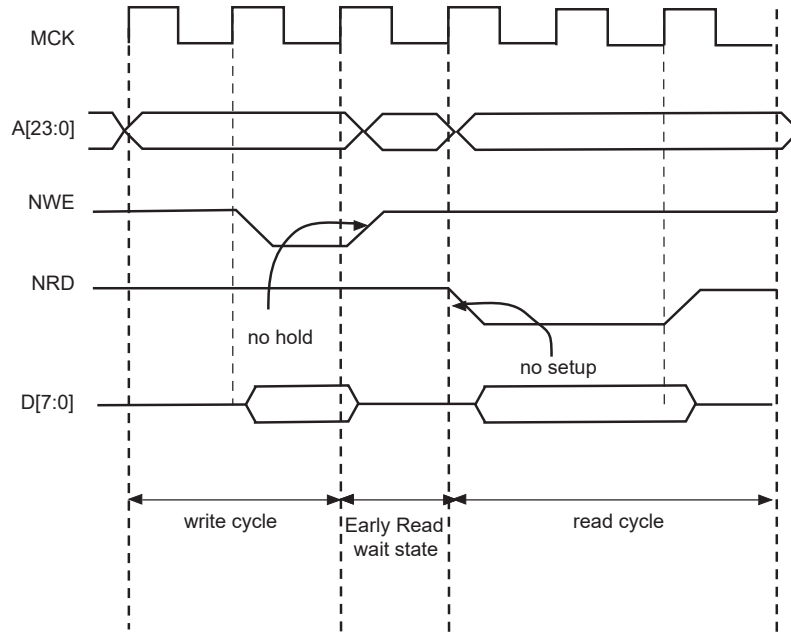 MCK
A[23:0]
NWE
NRD
no hold
no setup
D[7:0]
write cycle
Early Read
wait state
read cycle